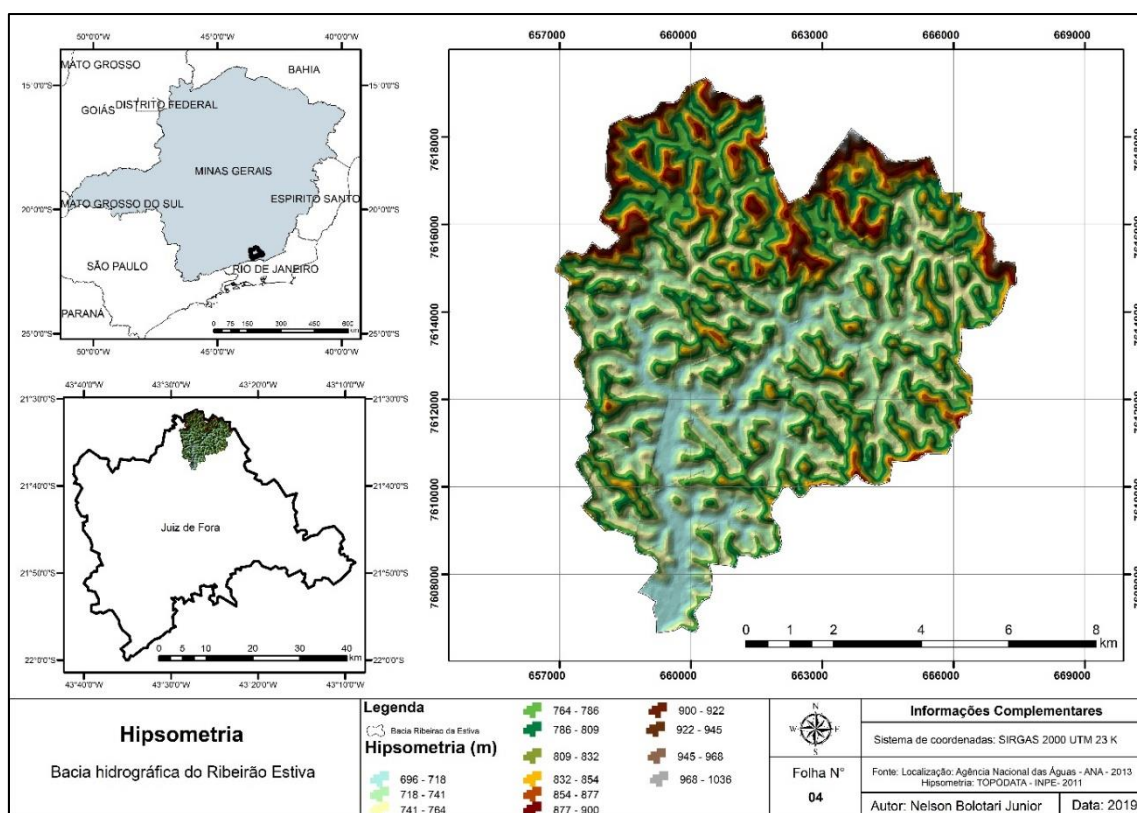 50°0'0"W 45°0'0"W 40°0'0"W
MATO GROSSO
BAHIA
15°0'0"S 15°0'0"S
GOIÁS DISTRITO FEDERAL
MINAS GERAIS
ESPIRITO SANTO
MATO GROSSO DO SUL
20°0'0"S 20°0'0"S
SÃO PAULO
RIO DE JANEIRO
PARANÁ
0 75 150 300 450 600
km
25°0'0"S 25°0'0"S
50°0'0"W 45°0'0"W 40°0'0"W
43°40'0"W 43°30'0"W 43°20'0"W 43°10'0"W
21°30'0"S 21°30'0"S
21°40'0"S 21°40'0"S
Juiz de Fora
21°50'0"S 21°50'0"S
0 5 10 20 30 40
km
22°0'0"S 22°0'0"S
43°40'0"W 43°30'0"W 43°20'0"W 43°10'0"W
657000 660000 663000 666000 669000
7618000 7618000
7616000 7616000
7614000 7614000
7612000 7612000
7610000 7610000
7608000 7608000
0 1 2 4 6 8
km
657000 660000 663000 666000 669000
Hipsometria
Bacia hidrográfica do Ribeirão Estiva
Legenda
Bacia Ribeirao da Estiva
Hipsometria (m)
696 - 718
718 - 741
741 - 764
764 - 786
786 - 809
809 - 832
832 - 854
854 - 877
877 - 900
900 - 922
922 - 945
945 - 968
968 - 1036
N
W E
S
Folha N°
04
Informações Complementares
Sistema de coordenadas: SIRGAS 2000 UTM 23 K
Fonte: Localização: Agência Nacional das Águas - ANA - 2013
Hipsometria: TOPODATA - INPE- 2011
Autor: Nelson Bolotari Junior Data: 2019